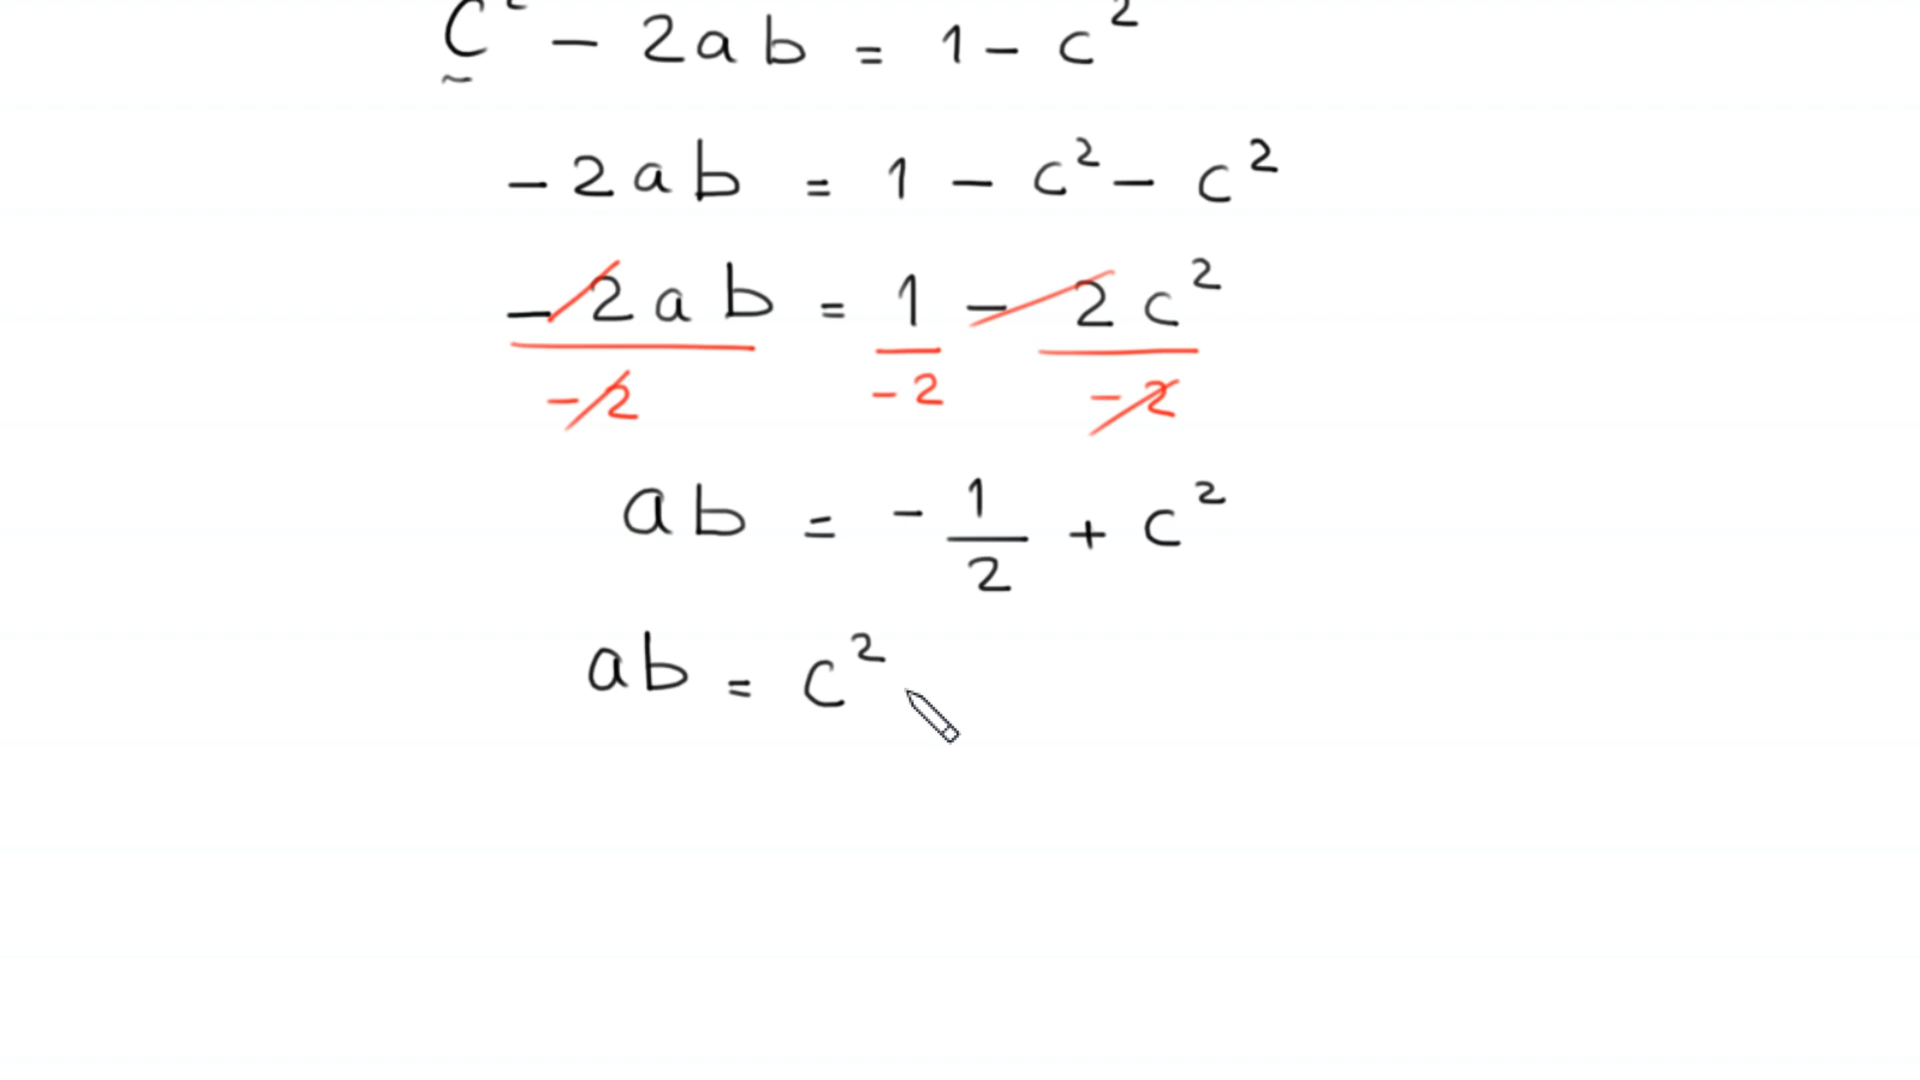 C² - 2ab = 1 - c²
-2ab = 1 - c² - c²
-2ab = 1 - 2c²
-2 -2 -2
ab = - 1/2 + c²
ab = c²